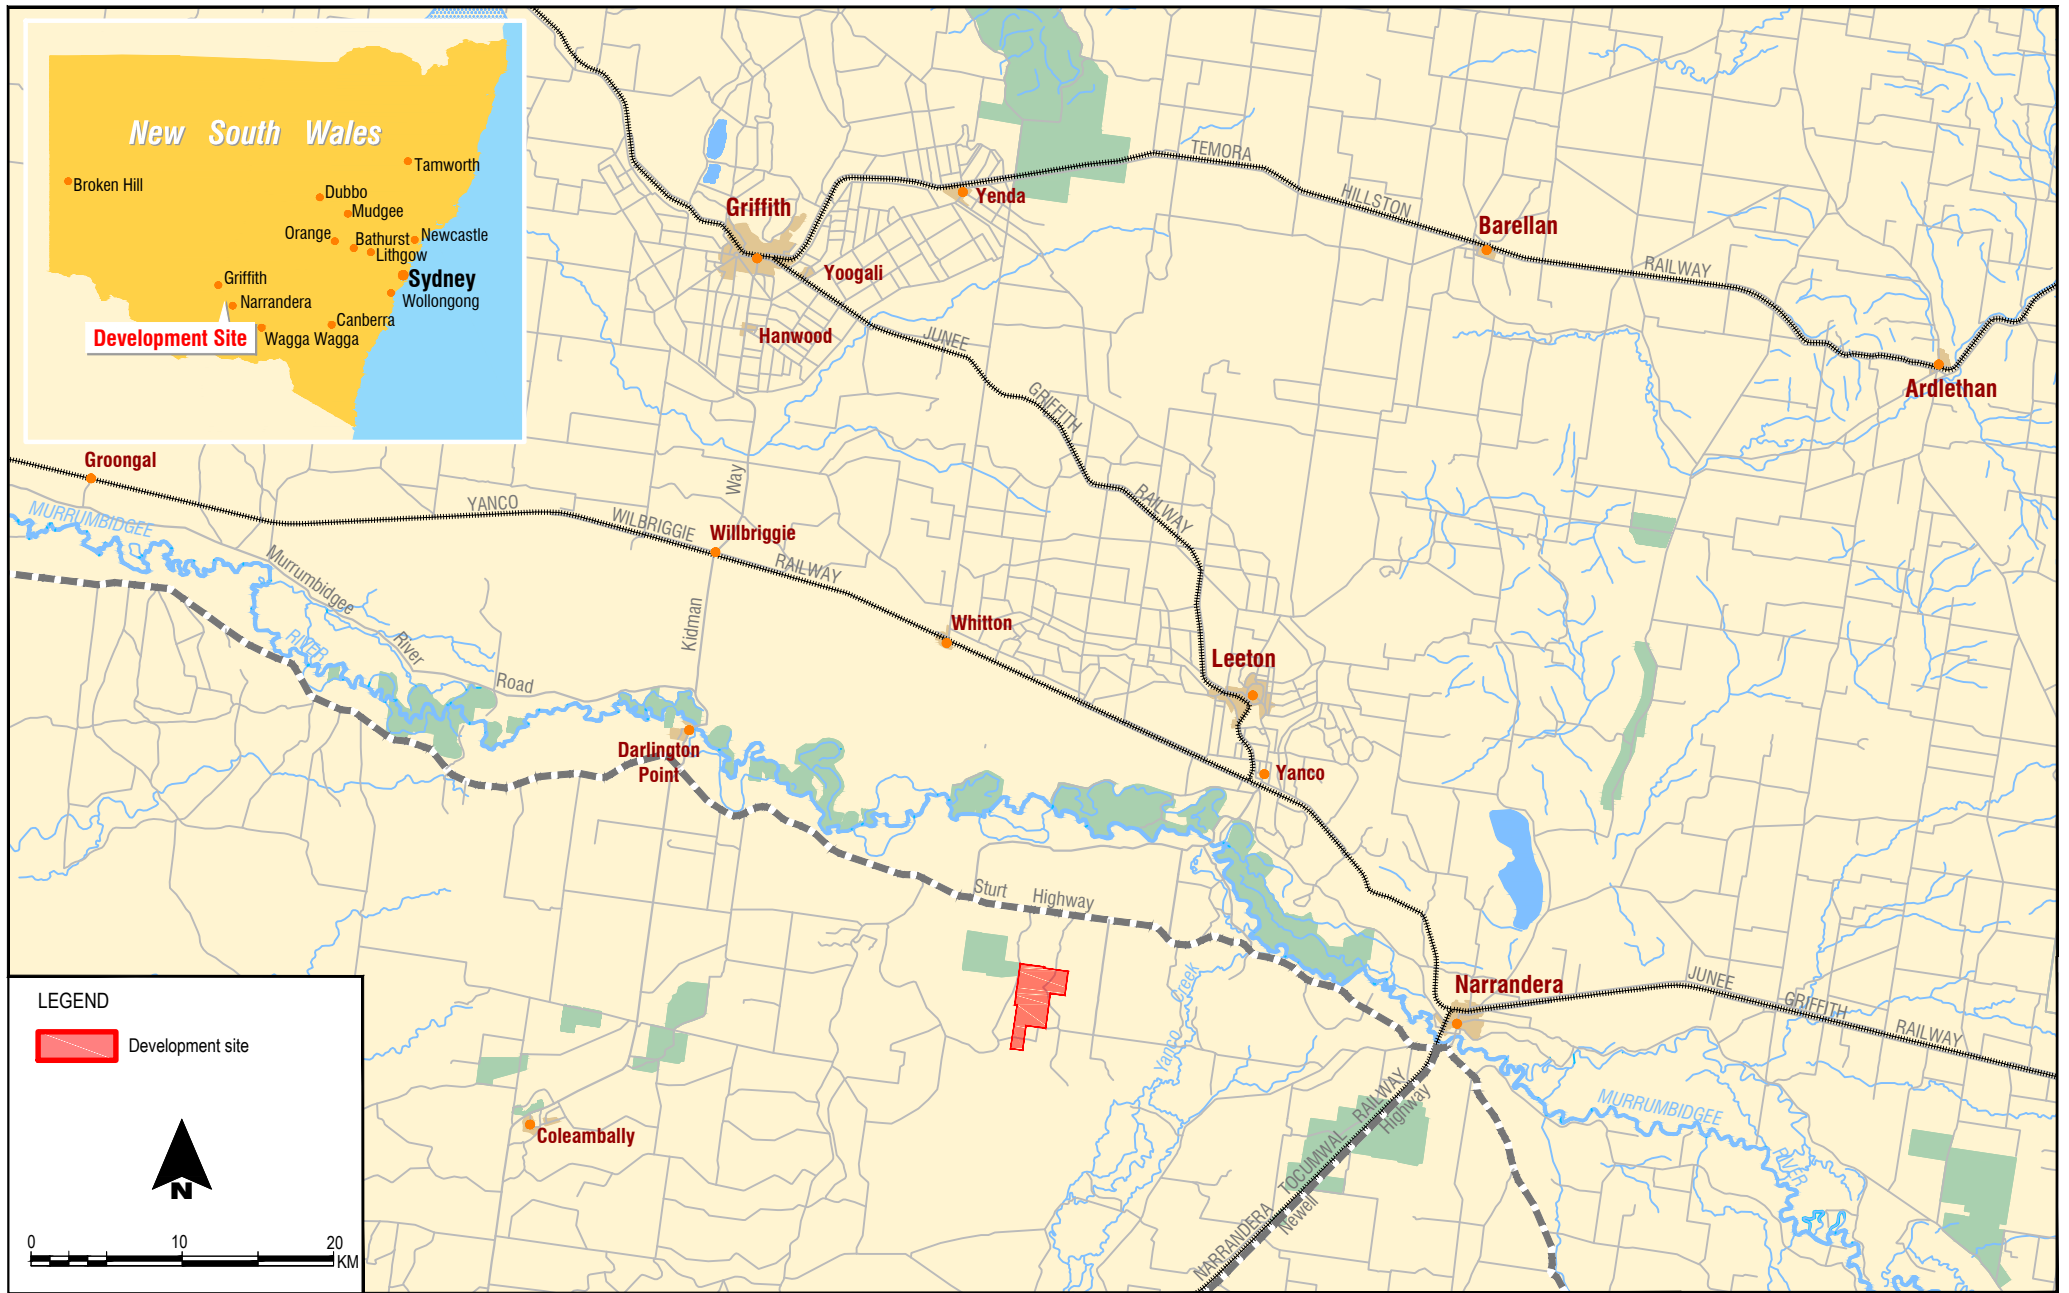 New South Wales
Tamworth
Broken Hill
Dubbo
Mudgee
Orange
Bathurst
Newcastle
Lithgow
Sydney
Griffith
Wollongong
Narrandera
Canberra
Development Site
Wagga Wagga
TEMORA
HILLSTON
RAILWAY
Griffith
Yenda
Barellan
Yoogali
Hanwood
Ardlethan
JUNEE
GRIFFITH
RAILWAY
Groongal
YANCO
WILBRIGGIE
RAILWAY
Way
Kidman
MURRUMBIDGEE
RIVER
Murrumbidgee
River
Road
Willbriggie
Whitton
Leeton
Darlington
Point
Yanco
Sturt Highway
Yanco Creek
Narrandera
JUNEE
GRIFFITH
RAILWAY
MURRUMBIDGEE
RIVER
NARRANDERA TOCUMWAL RAILWAY
Newell
Highway
Coleambally
LEGEND
Development site
N
0 10 20
KM